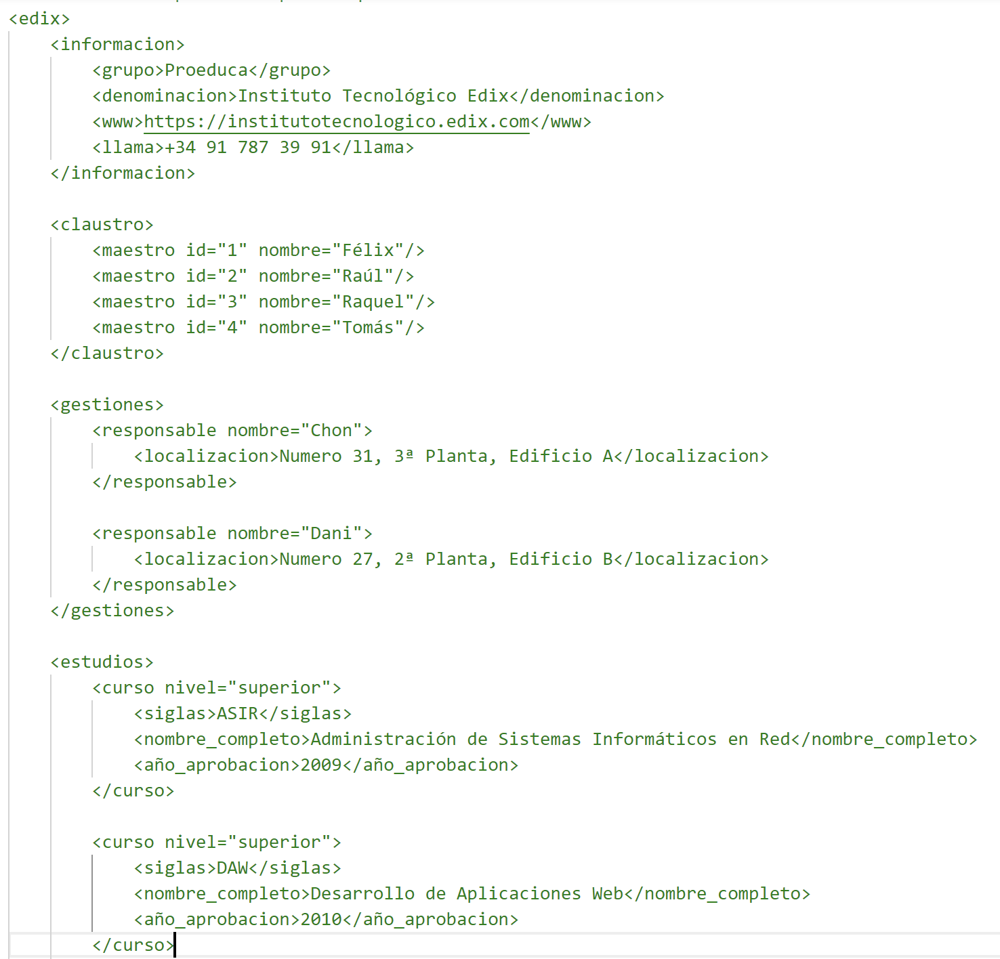 <edix>
<informacion>
<grupo>Proeduca</grupo>
<denominacion>Instituto Tecnológico Edix</denominacion>
<www>https://institutotecnologico.edix.com</www>
<llama>+34 91 787 39 91</llama>
</informacion>
<claustro>
<maestro id="1" nombre="Félix"/>
<maestro id="2" nombre="Raúl"/>
<maestro id="3" nombre="Raquel"/>
<maestro id="4" nombre="Tomás"/>
</claustro>
<gestiones>
<responsable nombre="Chon">
<localizacion>Numero 31, 3ª Planta, Edificio A</localizacion>
</responsable>
<responsable nombre="Dani">
<localizacion>Numero 27, 2ª Planta, Edificio B</localizacion>
</responsable>
</gestiones>
<estudios>
<curso nivel="superior">
<siglas>ASIR</siglas>
<nombre_completo>Administración de Sistemas Informáticos en Red</nombre_completo>
<año_aprobacion>2009</año_aprobacion>
</curso>
<curso nivel="superior">
<siglas>DAW</siglas>
<nombre_completo>Desarrollo de Aplicaciones Web</nombre_completo>
<año_aprobacion>2010</año_aprobacion>
</curso>